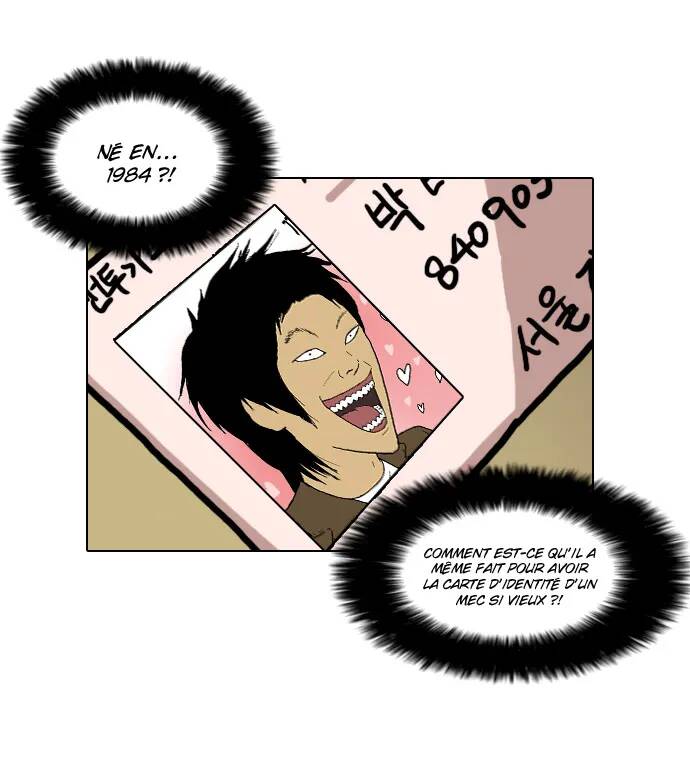 NÉ EN...
1984 ?!
박
840905
서울
COMMENT EST-CE QU'IL A
MÊME FAIT POUR AVOIR
LA CARTE D'IDENTITÉ D'UN
MEC SI VIEUX ?!